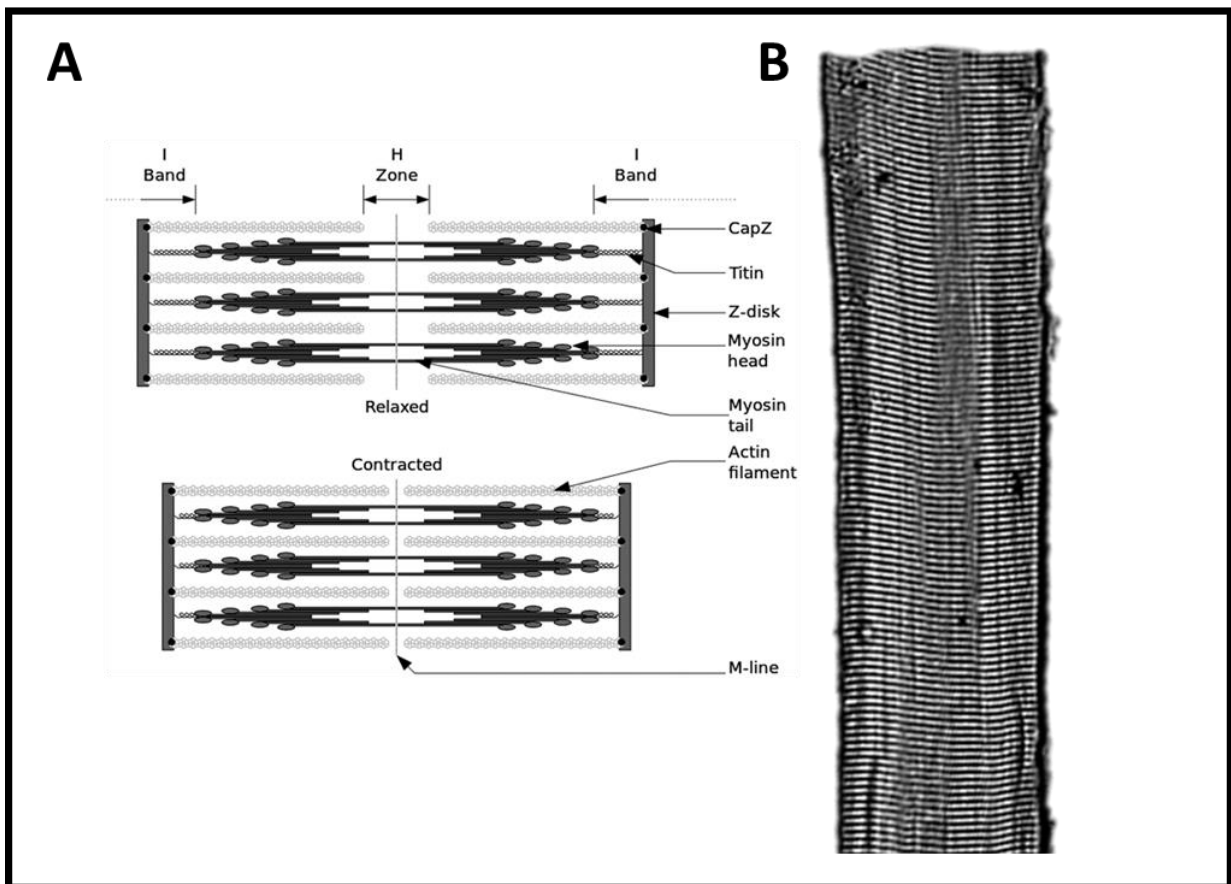 A
B
I
Band
H
Zone
I
Band
CapZ
Titin
Z-disk
Myosin
head
Relaxed
Myosin
tail
Contracted
Actin
filament
M-line